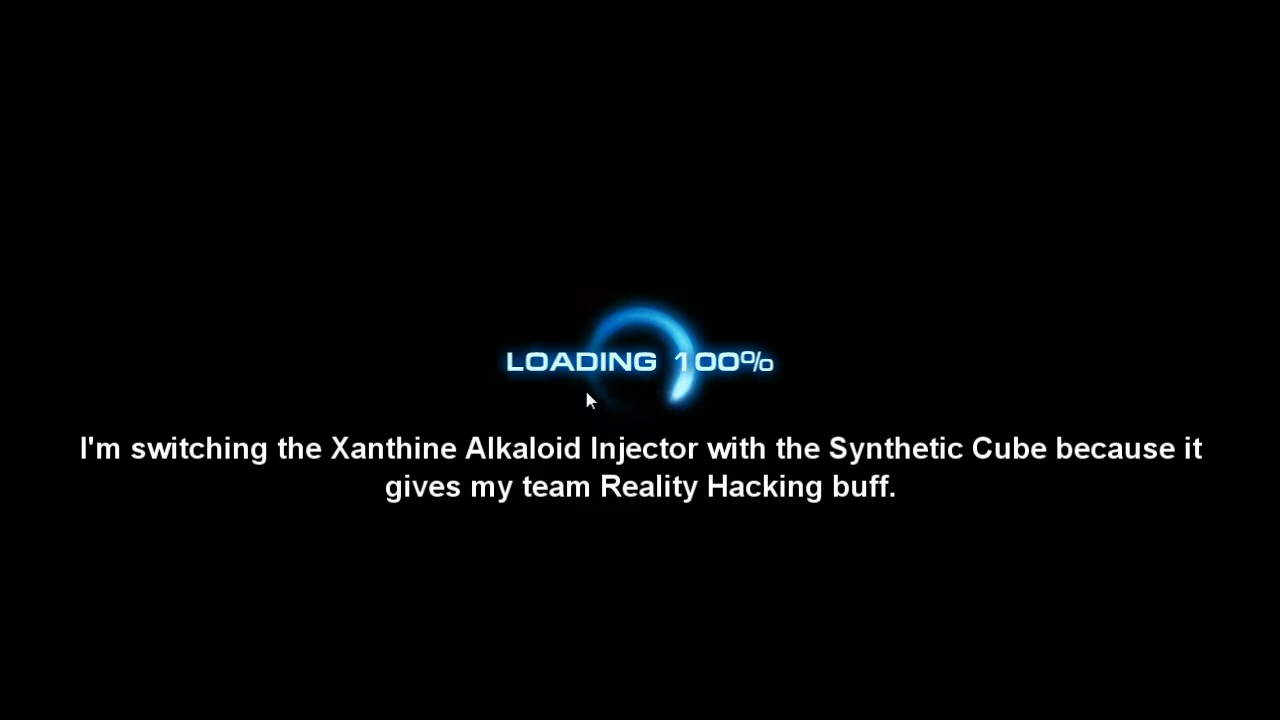 LOADING 100%
I'm switching the Xanthine Alkaloid Injector with the Synthetic Cube because it
gives my team Reality Hacking buff.